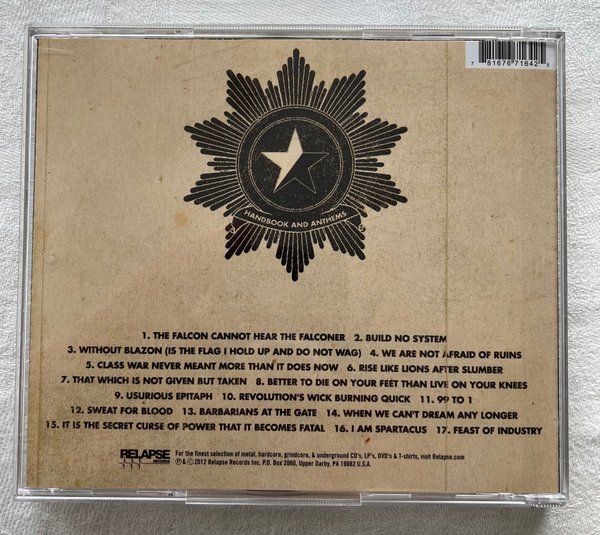 7 81676 71642 5
HANDBOOK AND ANTHEMS
1. THE FALCON CANNOT HEAR THE FALCONER 2. BUILD NO SYSTEM
3. WITHOUT BLAZON (IS THE FLAG I HOLD UP AND DO NOT WAG) 4. WE ARE NOT AFRAID OF RUINS
5. CLASS WAR NEVER MEANT MORE THAN IT DOES NOW 6. RISE LIKE LIONS AFTER SLUMBER
7. THAT WHICH IS NOT GIVEN BUT TAKEN 8. BETTER TO DIE ON YOUR FEET THAN LIVE ON YOUR KNEES
9. USURIOUS EPITAPH 10. REVOLUTION'S WICK BURNING QUICK 11. 99 TO 1
12. SWEAT FOR BLOOD 13. BARBARIANS AT THE GATE 14. WHEN WE CAN'T DREAM ANY LONGER
15. IT IS THE SECRET CURSE OF POWER THAT IT BECOMES FATAL 16. I AM SPARTACUS 17. FEAST OF INDUSTRY
RELAPSE
RECORDS
For the finest selection of metal, hardcore, grindcore, & underground CD's, LP's, DVD's & T-shirts, visit Relapse.com.
℗ & © 2012 Relapse Records Inc. P.O. Box 2060, Upper Darby, PA 19082 U.S.A.